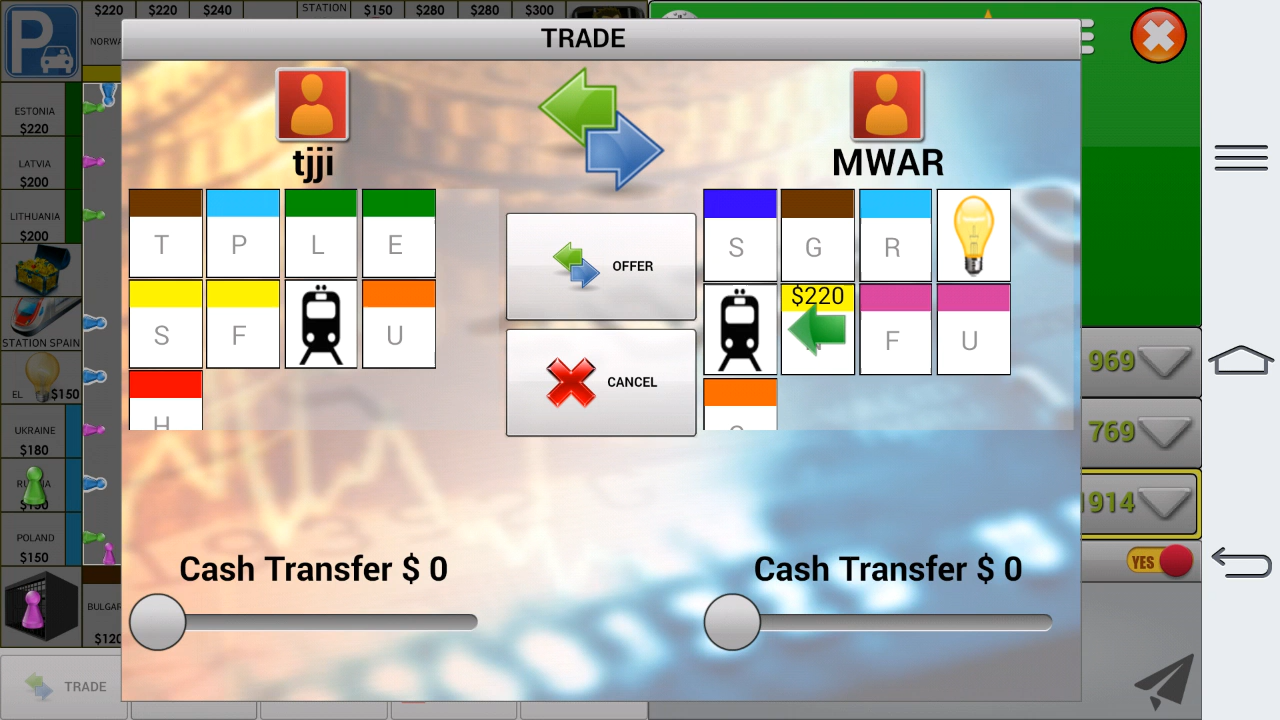 $220 $220 $240 STATION $150 $280 $280 $300
TRADE
P
NORWA
tjji
MWAR
ESTONIA
$220
LATVIA
$200
LITHUANIA
$200
STATION SPAIN
EL $150
UKRAINE
$180
$150
POLAND
$150
BULGAR
$120
T P L E
S F U
H
S G R
$220
F U
OFFER
CANCEL
969
769
1914
YES
Cash Transfer $ 0
Cash Transfer $ 0
TRADE